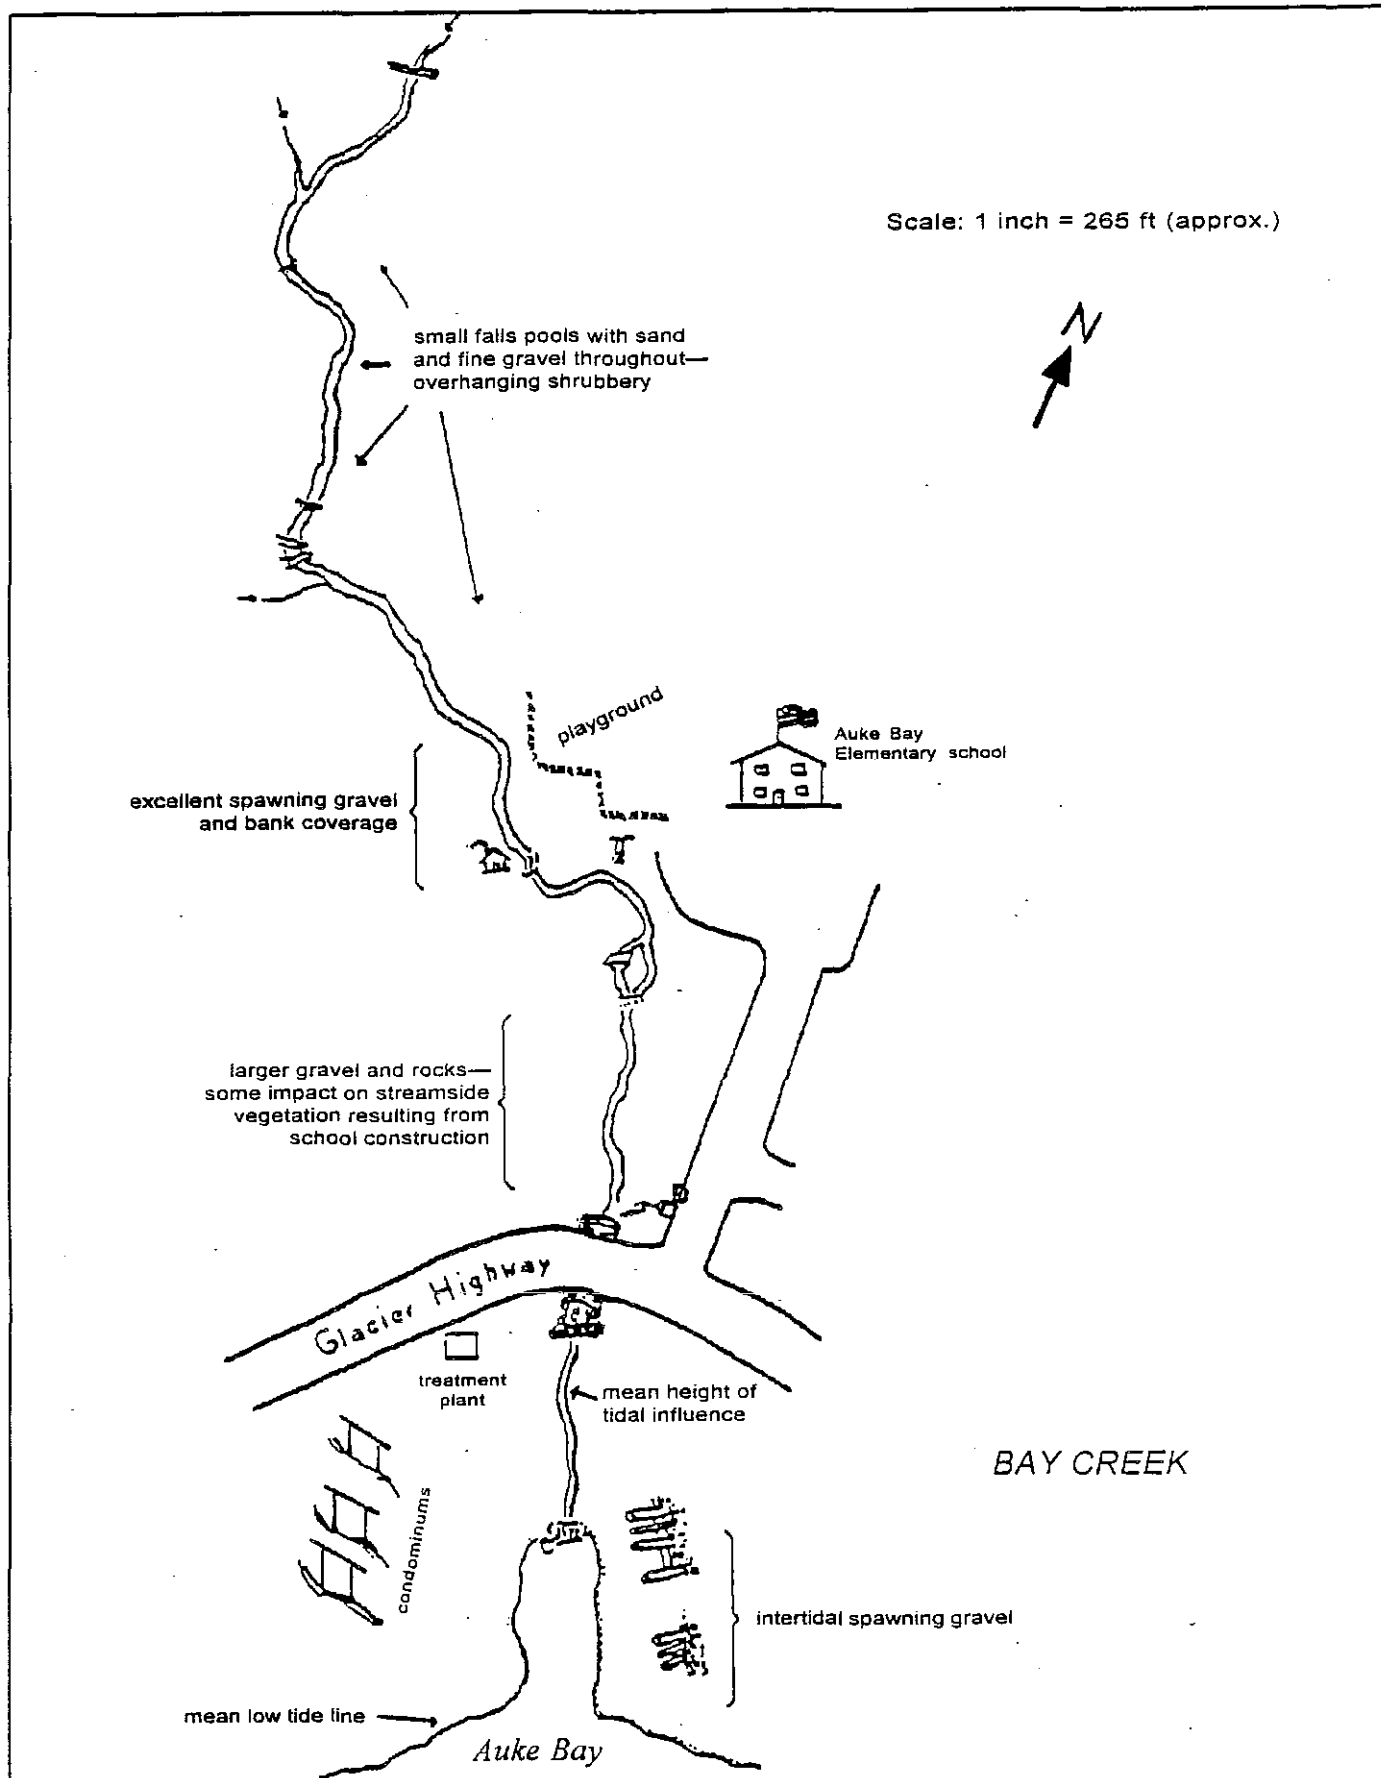 Scale: 1 inch = 265 ft (approx.)
N
small falls pools with sand
and fine gravel throughout—
overhanging shrubbery
playground
Auke Bay
Elementary school
excellent spawning gravel
and bank coverage
larger gravel and rocks—
some impact on streamside
vegetation resulting from
school construction
Glacier Highway
treatment
plant
mean height of
tidal influence
BAY CREEK
condominums
intertidal spawning gravel
mean low tide line
Auke Bay